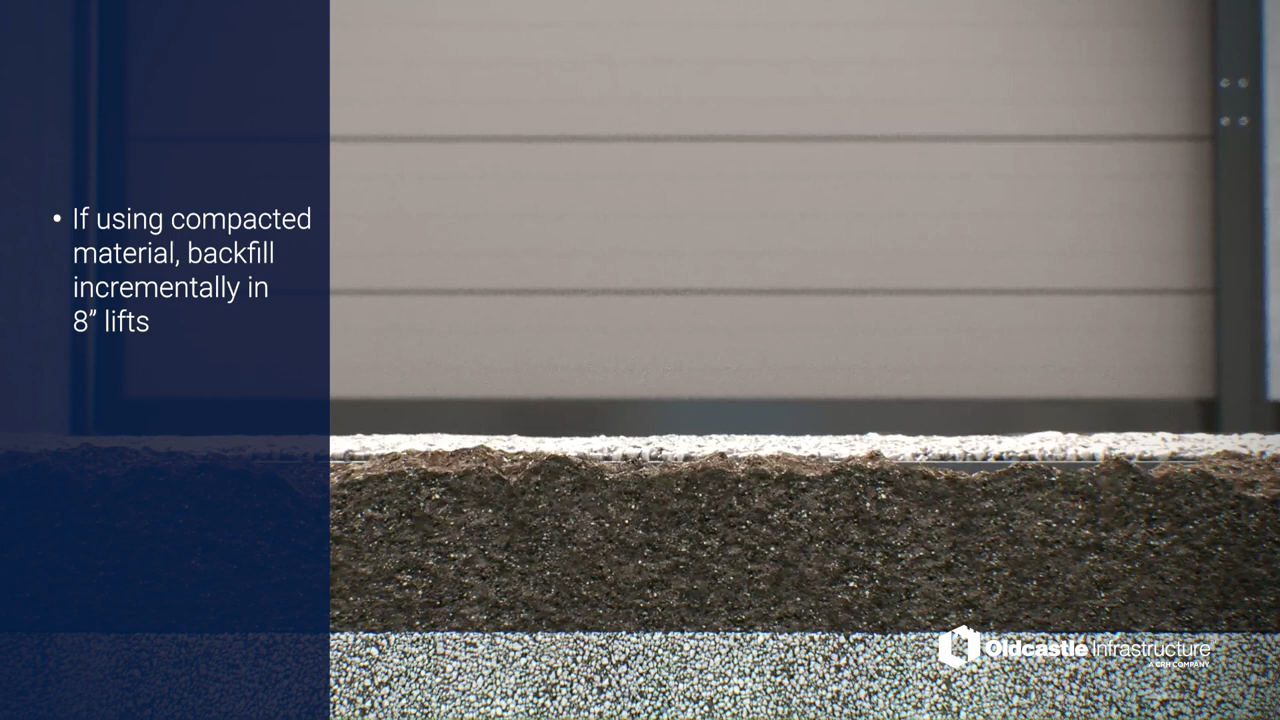 • If using compacted
material, backfill
incrementally in
8” lifts
Oldcastle Infrastructure
A CRH COMPANY